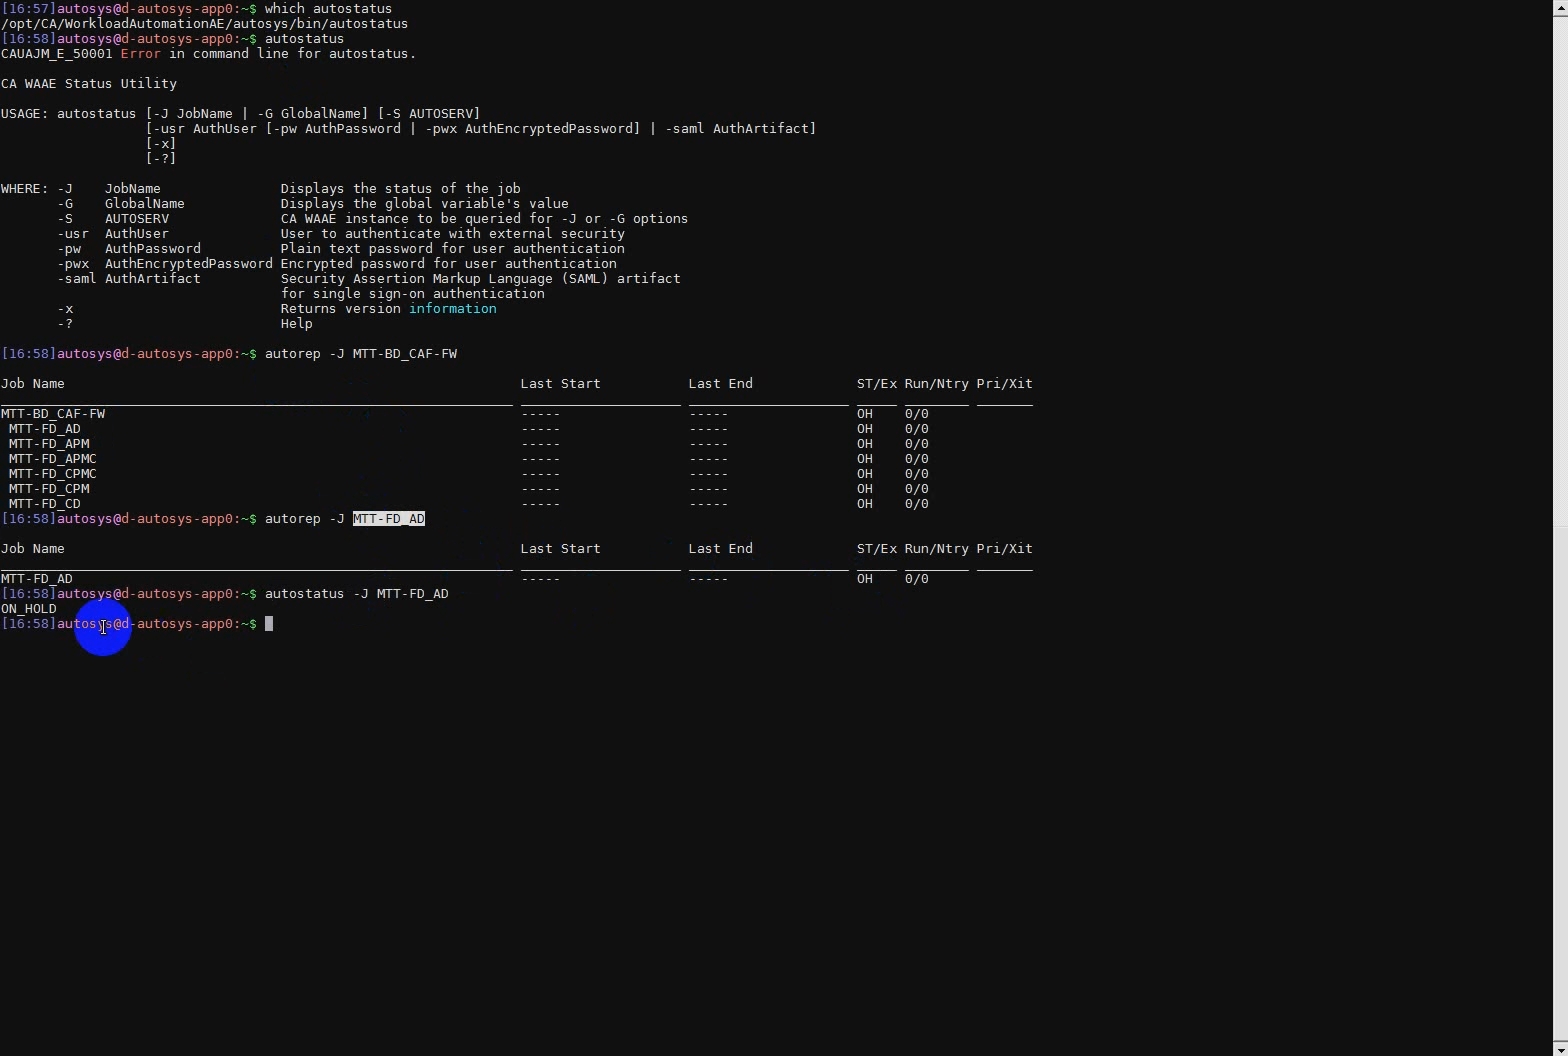 [16:57]autosys@d-autosys-app0:~$ which autostatus
/opt/CA/WorkloadAutomationAE/autosys/bin/autostatus
[16:58]autosys@d-autosys-app0:~$ autostatus
CAUAJM_E_50001 Error in command line for autostatus.
CA WAAE Status Utility
USAGE: autostatus [-J JobName | -G GlobalName] [-S AUTOSERV]
[-usr AuthUser [-pw AuthPassword | -pwx AuthEncryptedPassword] | -saml AuthArtifact]
[-x]
[-?]
WHERE: -J JobName Displays the status of the job
-G GlobalName Displays the global variable's value
-S AUTOSERV CA WAAE instance to be queried for -J or -G options
-usr AuthUser User to authenticate with external security
-pw AuthPassword Plain text password for user authentication
-pwx AuthEncryptedPassword Encrypted password for user authentication
-saml AuthArtifact Security Assertion Markup Language (SAML) artifact
for single sign-on authentication
-x Returns version information
-? Help
[16:58]autosys@d-autosys-app0:~$ autorep -J MTT-BD_CAF-FW
Job Name Last Start Last End ST/Ex Run/Ntry Pri/Xit
MTT-BD_CAF-FW ----- ----- OH 0/0
MTT-FD_AD ----- ----- OH 0/0
MTT-FD_APM ----- ----- OH 0/0
MTT-FD_APMC ----- ----- OH 0/0
MTT-FD_CPMC ----- ----- OH 0/0
MTT-FD_CPM ----- ----- OH 0/0
MTT-FD_CD ----- ----- OH 0/0
[16:58]autosys@d-autosys-app0:~$ autorep -J MTT-FD_AD
Job Name Last Start Last End ST/Ex Run/Ntry Pri/Xit
MTT-FD_AD ----- ----- OH 0/0
[16:58]autosys@d-autosys-app0:~$ autostatus -J MTT-FD_AD
ON_HOLD
[16:58]autosys@d-autosys-app0:~$